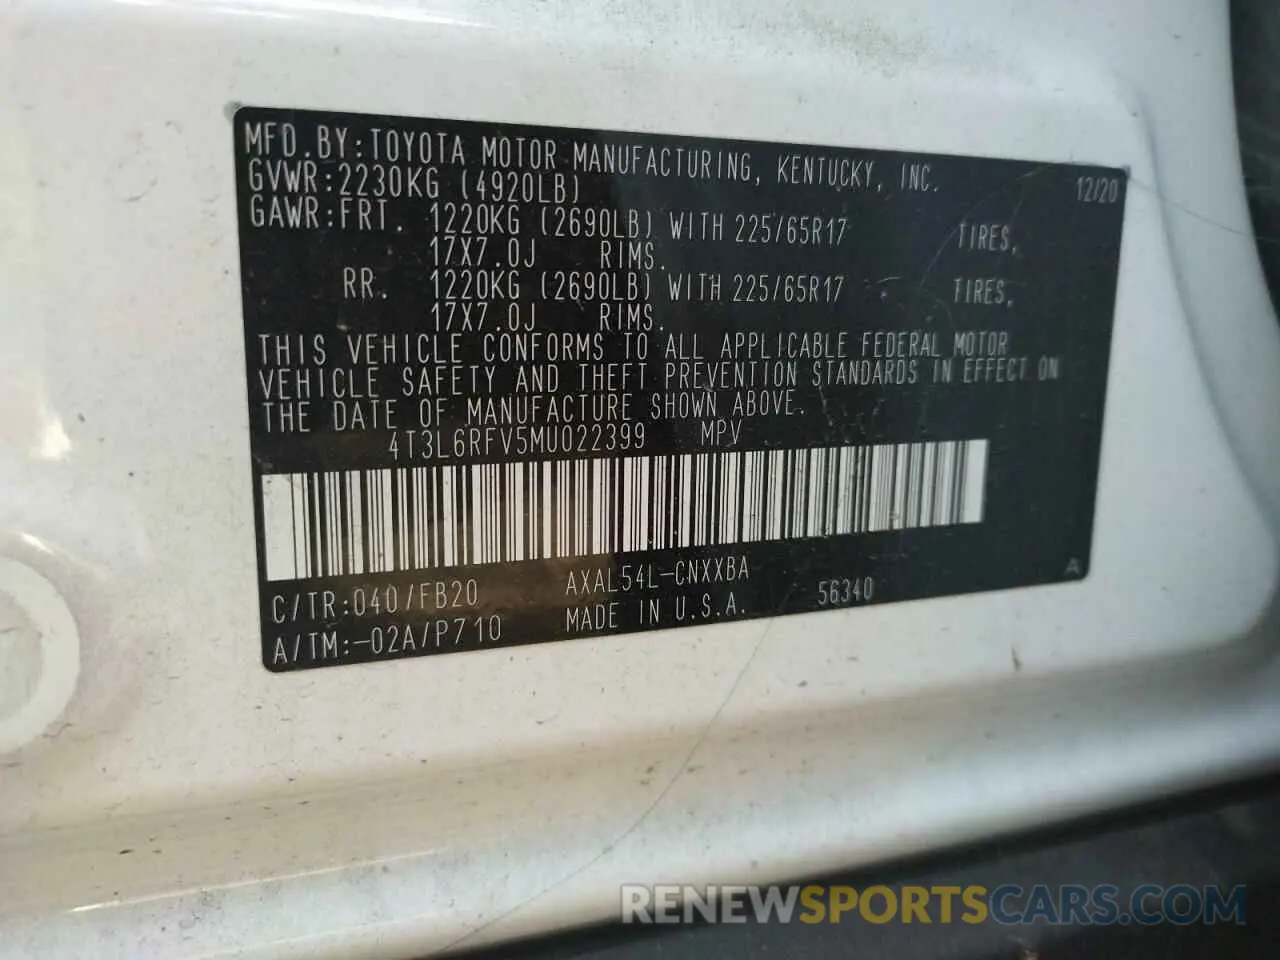 MFD.BY:TOYOTA MOTOR MANUFACTURING, KENTUCKY, INC. 12/20
GVWR:2230KG (4920LB)
GAWR:FRT. 1220KG (2690LB) WITH 225/65R17 TIRES,
17X7.0J RIMS.
RR. 1220KG (2690LB) WITH 225/65R17 TIRES,
17X7.0J RIMS.
THIS VEHICLE CONFORMS TO ALL APPLICABLE FEDERAL MOTOR
VEHICLE SAFETY AND THEFT PREVENTION STANDARDS IN EFFECT ON
THE DATE OF MANUFACTURE SHOWN ABOVE.
4T3L6RFV5MU022399 MPV
C/TR:040/FB20 AXAL54L-CNXXBA A
A/TM:-02A/P710 MADE IN U.S.A. 56340
RENEWSPORTSCARS.COM